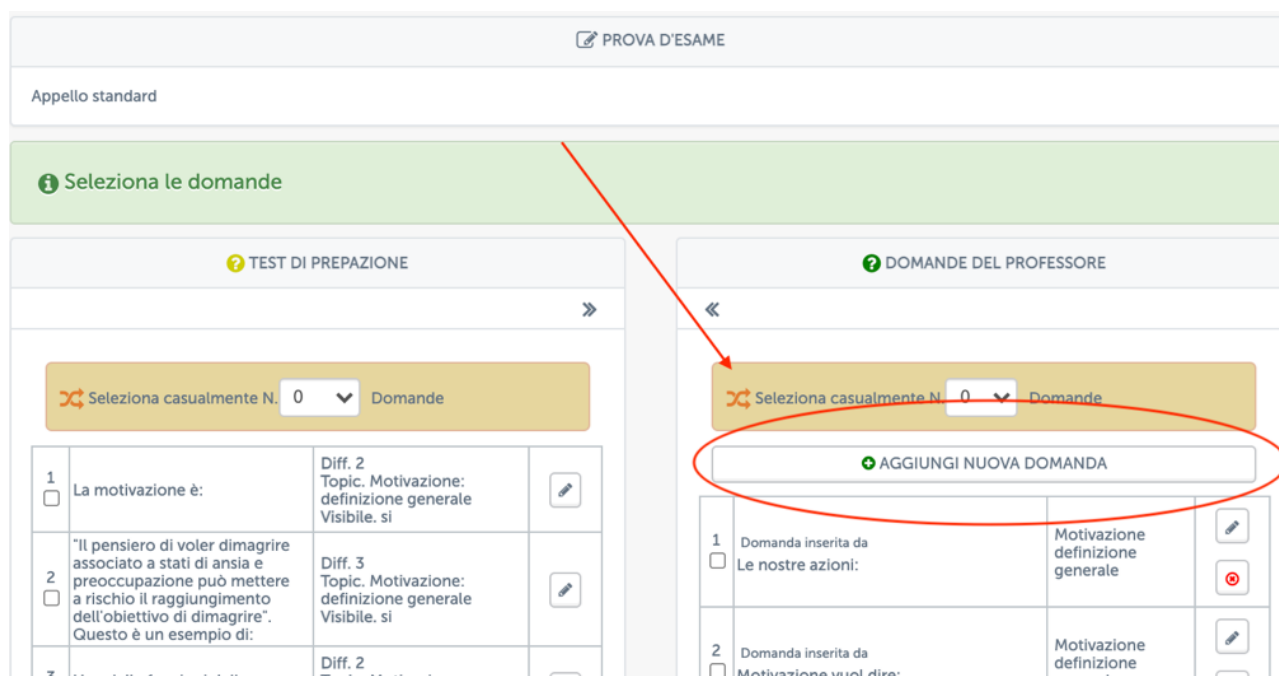 PROVA D'ESAME
Appello standard
Seleziona le domande
TEST DI PREPAZIONE
Seleziona casualmente N. 0 Domande
1
La motivazione è:
Diff. 2
Topic. Motivazione:
definizione generale
Visibile. si
2
"Il pensiero di voler dimagrire
associato a stati di ansia e
preoccupazione può mettere
a rischio il raggiungimento
dell'obiettivo di dimagrire".
Questo è un esempio di:
Diff. 3
Topic. Motivazione:
definizione generale
Visibile. si
Diff. 2
DOMANDE DEL PROFESSORE
Seleziona casualmente N. 0 Domande
AGGIUNGI NUOVA DOMANDA
1
Domanda inserita da
Le nostre azioni:
Motivazione
definizione
generale
2
Domanda inserita da
Motivazione vuol dire:
Motivazione
definizione